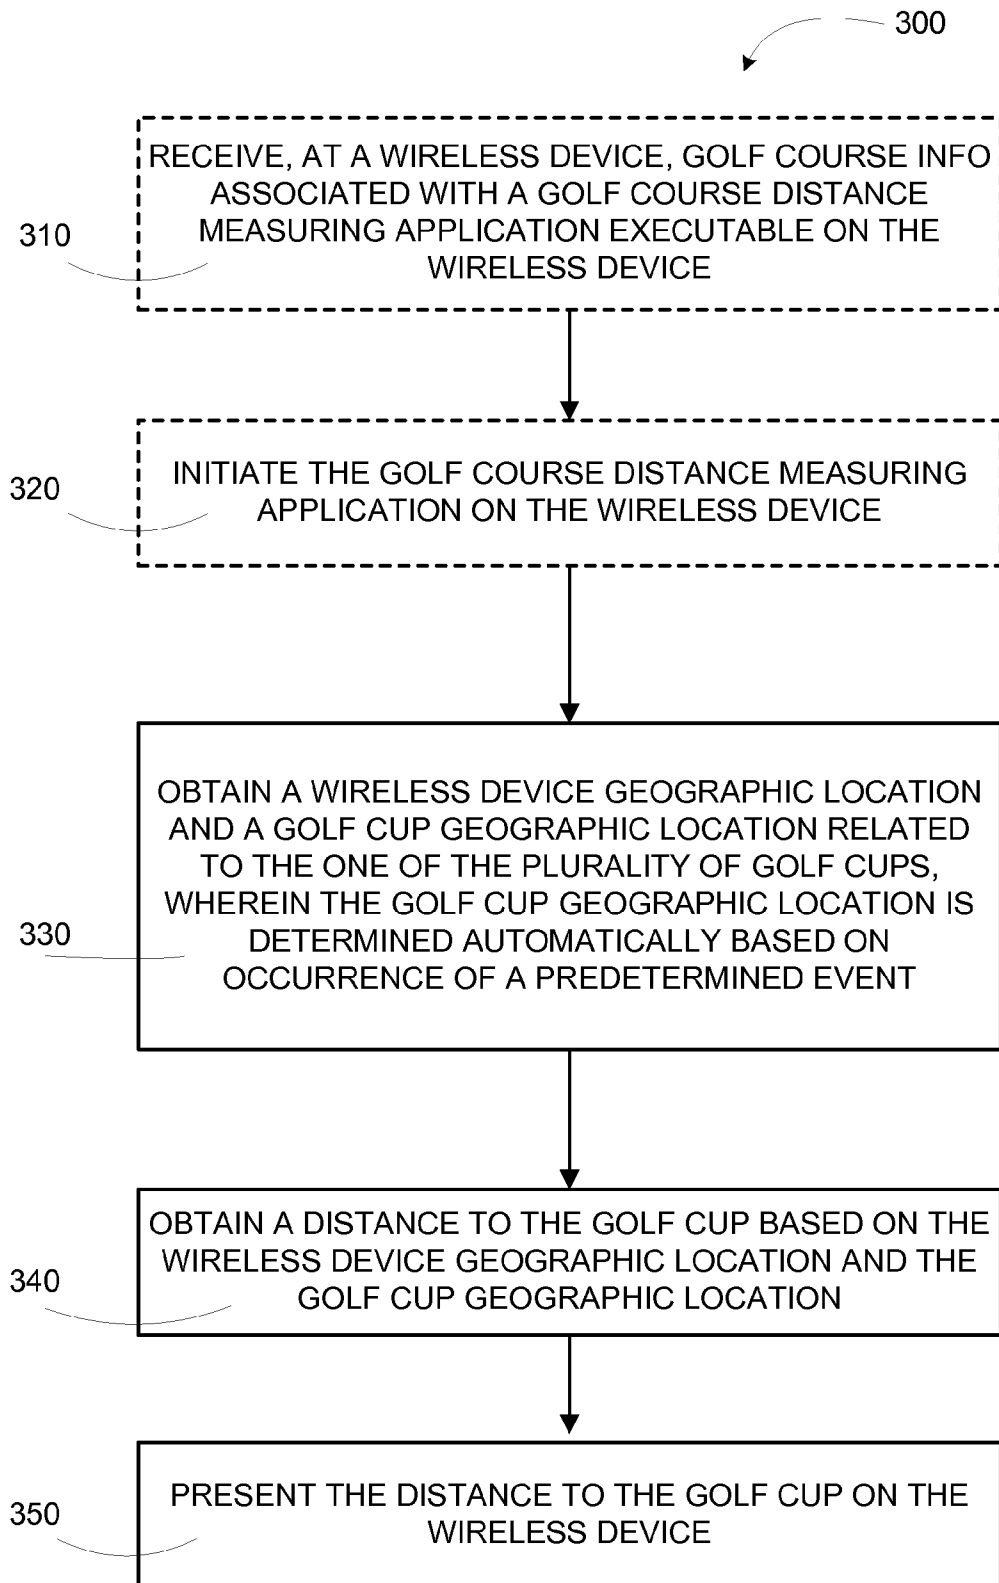 300
RECEIVE, AT A WIRELESS DEVICE, GOLF COURSE INFO
ASSOCIATED WITH A GOLF COURSE DISTANCE
MEASURING APPLICATION EXECUTABLE ON THE
WIRELESS DEVICE
310
INITIATE THE GOLF COURSE DISTANCE MEASURING
APPLICATION ON THE WIRELESS DEVICE
320
OBTAIN A WIRELESS DEVICE GEOGRAPHIC LOCATION
AND A GOLF CUP GEOGRAPHIC LOCATION RELATED
TO THE ONE OF THE PLURALITY OF GOLF CUPS,
WHEREIN THE GOLF CUP GEOGRAPHIC LOCATION IS
DETERMINED AUTOMATICALLY BASED ON
OCCURRENCE OF A PREDETERMINED EVENT
330
OBTAIN A DISTANCE TO THE GOLF CUP BASED ON THE
WIRELESS DEVICE GEOGRAPHIC LOCATION AND THE
GOLF CUP GEOGRAPHIC LOCATION
340
PRESENT THE DISTANCE TO THE GOLF CUP ON THE
WIRELESS DEVICE
350